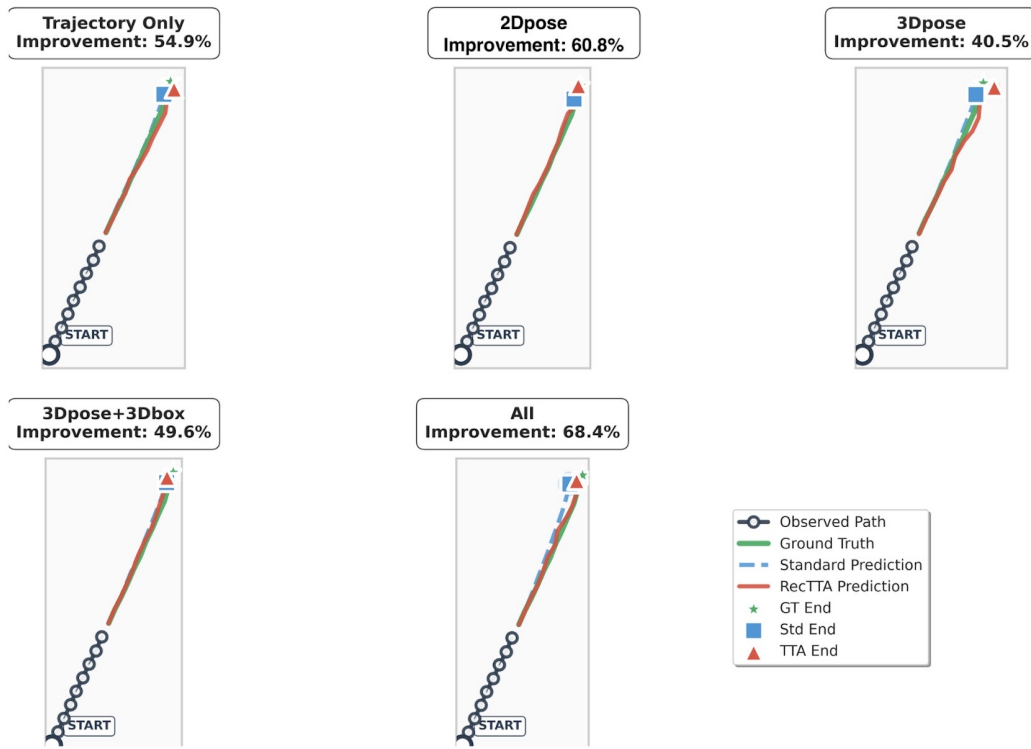 Trajectory Only
Improvement: 54.9%
2Dpose
Improvement: 60.8%
3Dpose
Improvement: 40.5%
START
START
START
3Dpose+3Dbox
Improvement: 49.6%
All
Improvement: 68.4%
START
START
Observed Path
Ground Truth
Standard Prediction
RecTTA Prediction
GT End
Std End
TTA End